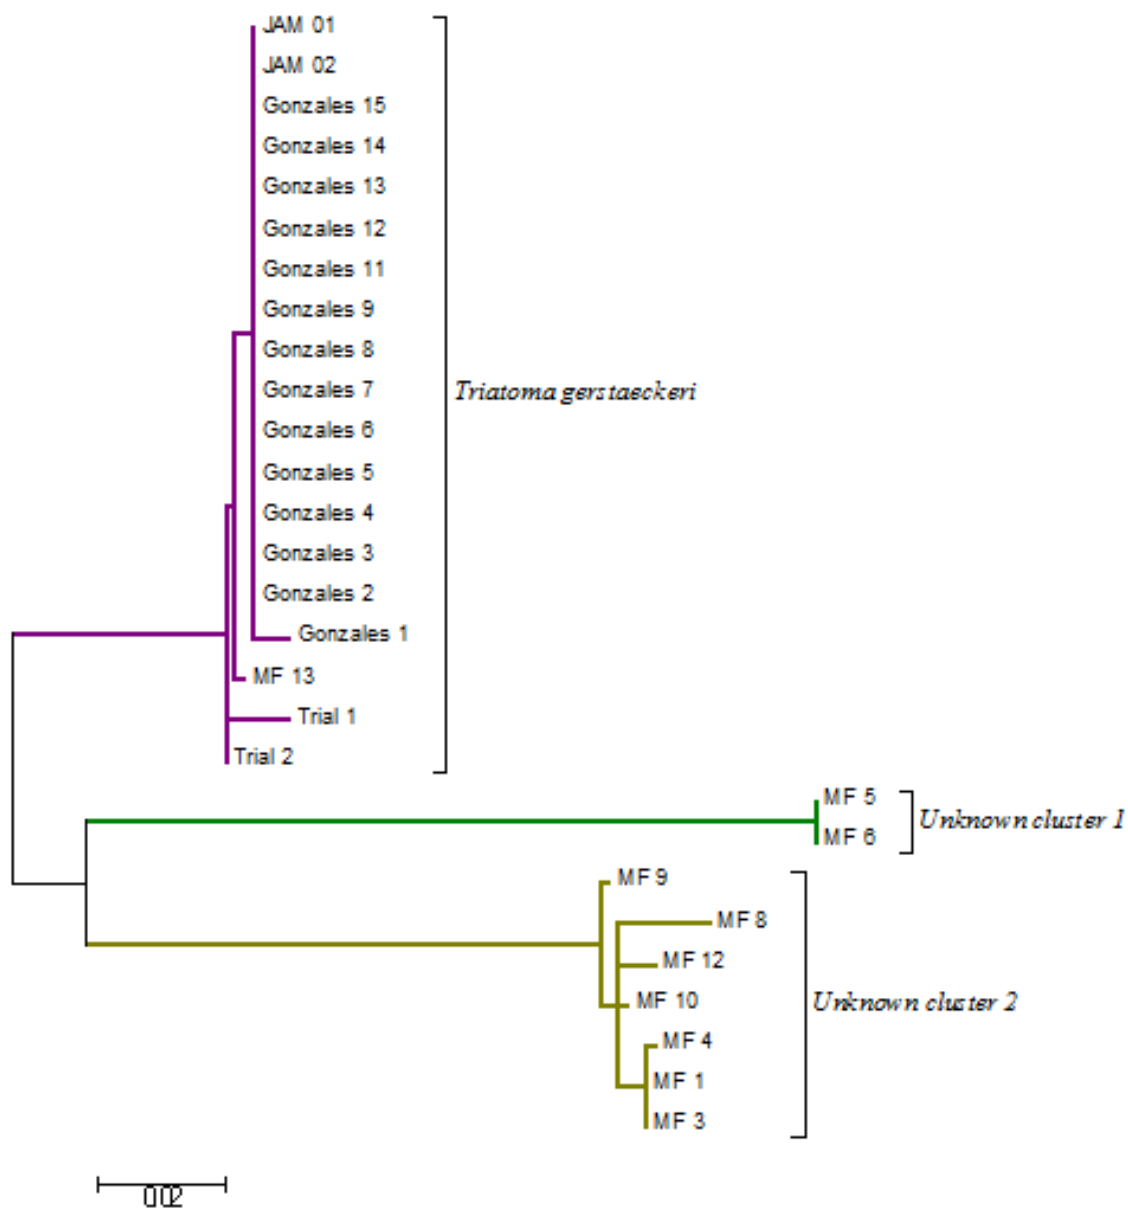 JAM 01
JAM 02
Gonzales 15
Gonzales 14
Gonzales 13
Gonzales 12
Gonzales 11
Gonzales 9
Gonzales 8
Gonzales 7
Triatoma gerstaeckeri
Gonzales 6
Gonzales 5
Gonzales 4
Gonzales 3
Gonzales 2
Gonzales 1
MF 13
Trial 1
Trial 2
MF 5
Unknown cluster 1
MF 6
MF 9
MF 8
MF 12
MF 10
Unknown cluster 2
MF 4
MF 1
MF 3
0.02